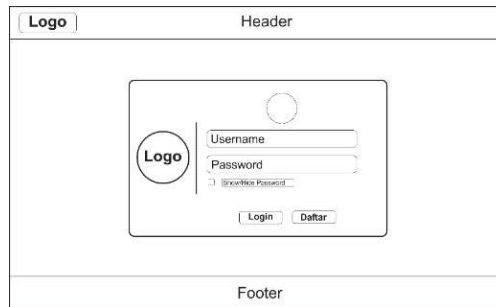 Logo Header
Username
Logo
Password
Show/Hide Password
Login Daftar
Footer